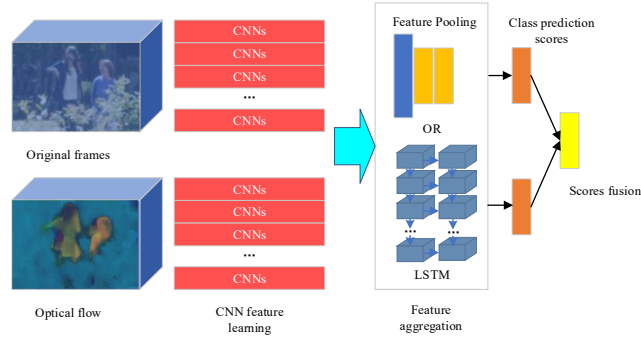 Feature Pooling
Class prediction
scores
CNNs
CNNs
CNNs
...
CNNs
OR
Original frames
Scores fusion
CNNs
CNNs
CNNs
...
CNNs
...
...
LSTM
Optical flow
CNN feature
learning
Feature
aggregation